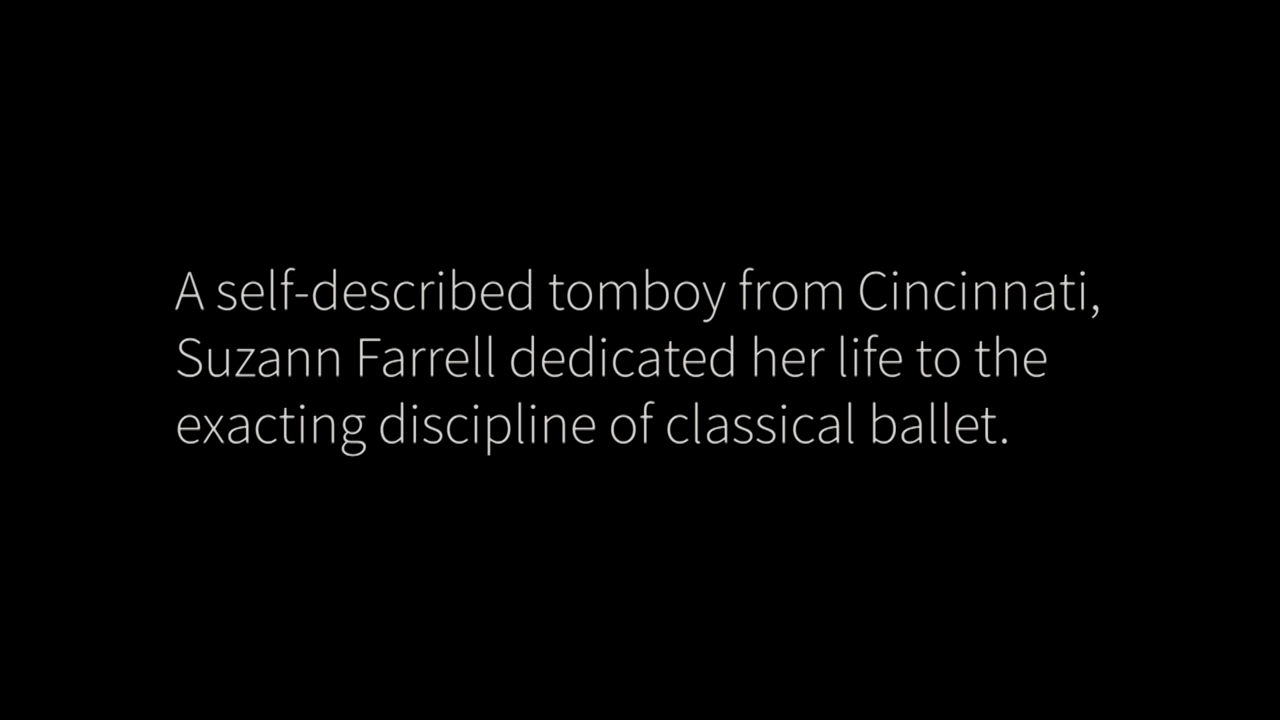 A self-described tomboy from Cincinnati,
Suzann Farrell dedicated her life to the
exacting discipline of classical ballet.